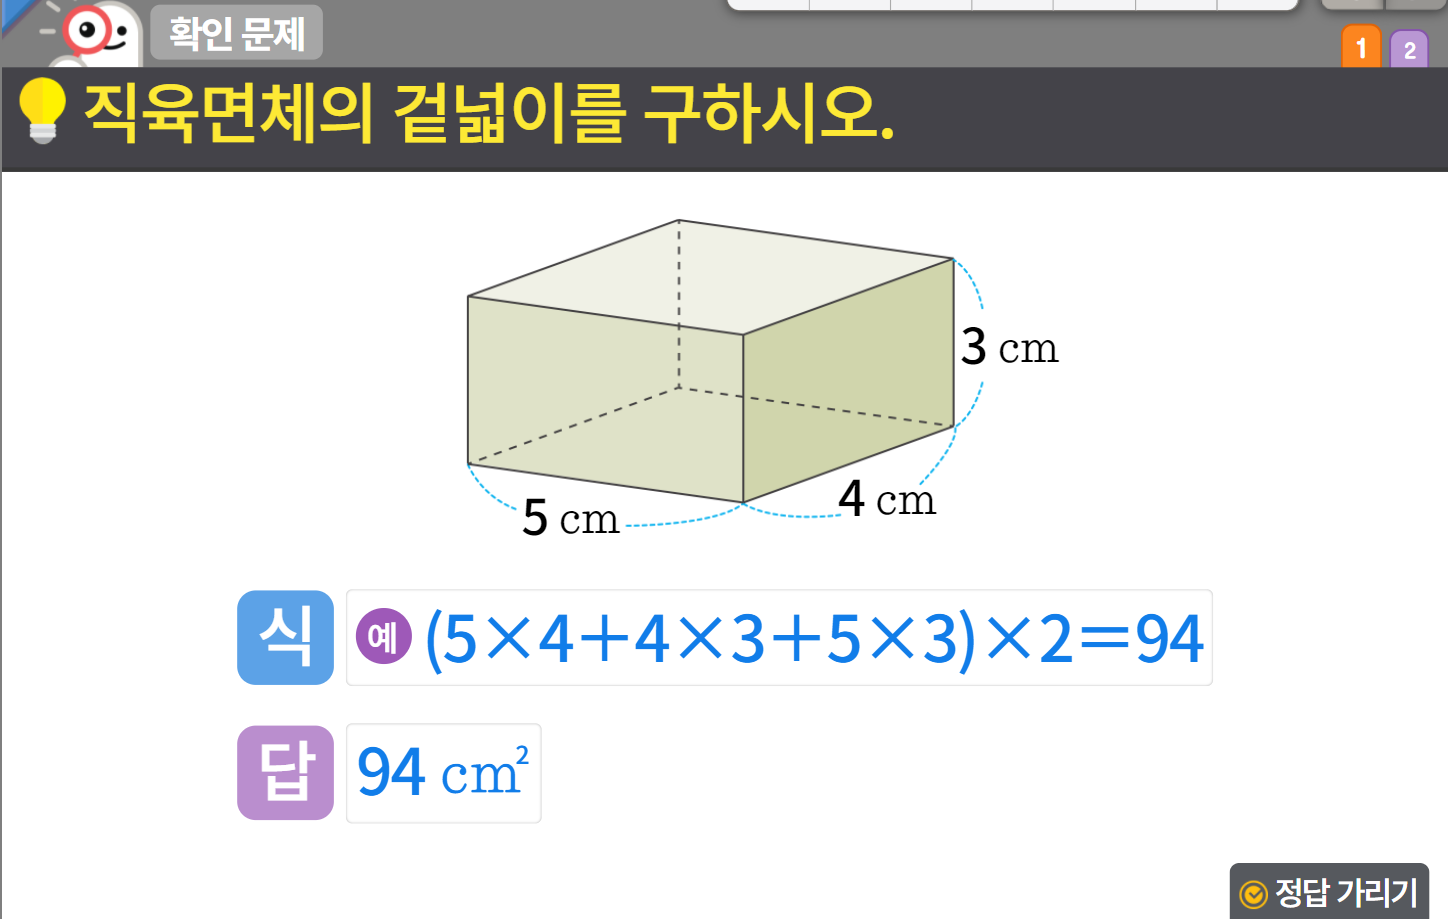 확인 문제
1 2
직육면체의 겉넓이를 구하시오.
3 cm
4 cm
5 cm
식 예 (5×4+4×3+5×3)×2=94
답 94 cm²
정답 가리기